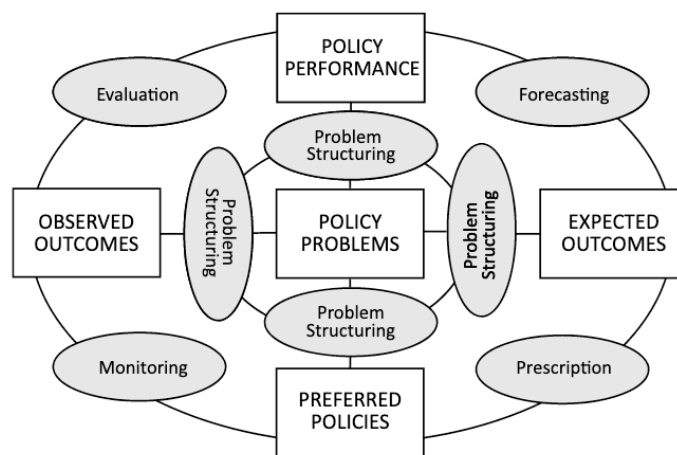 POLICY
PERFORMANCE
Evaluation
Forecasting
Problem
Structuring
Problem
Structuring
OBSERVED
OUTCOMES
POLICY
PROBLEMS
Problem
Structuring
EXPECTED
OUTCOMES
Problem
Structuring
Monitoring
Prescription
PREFERRED
POLICIES